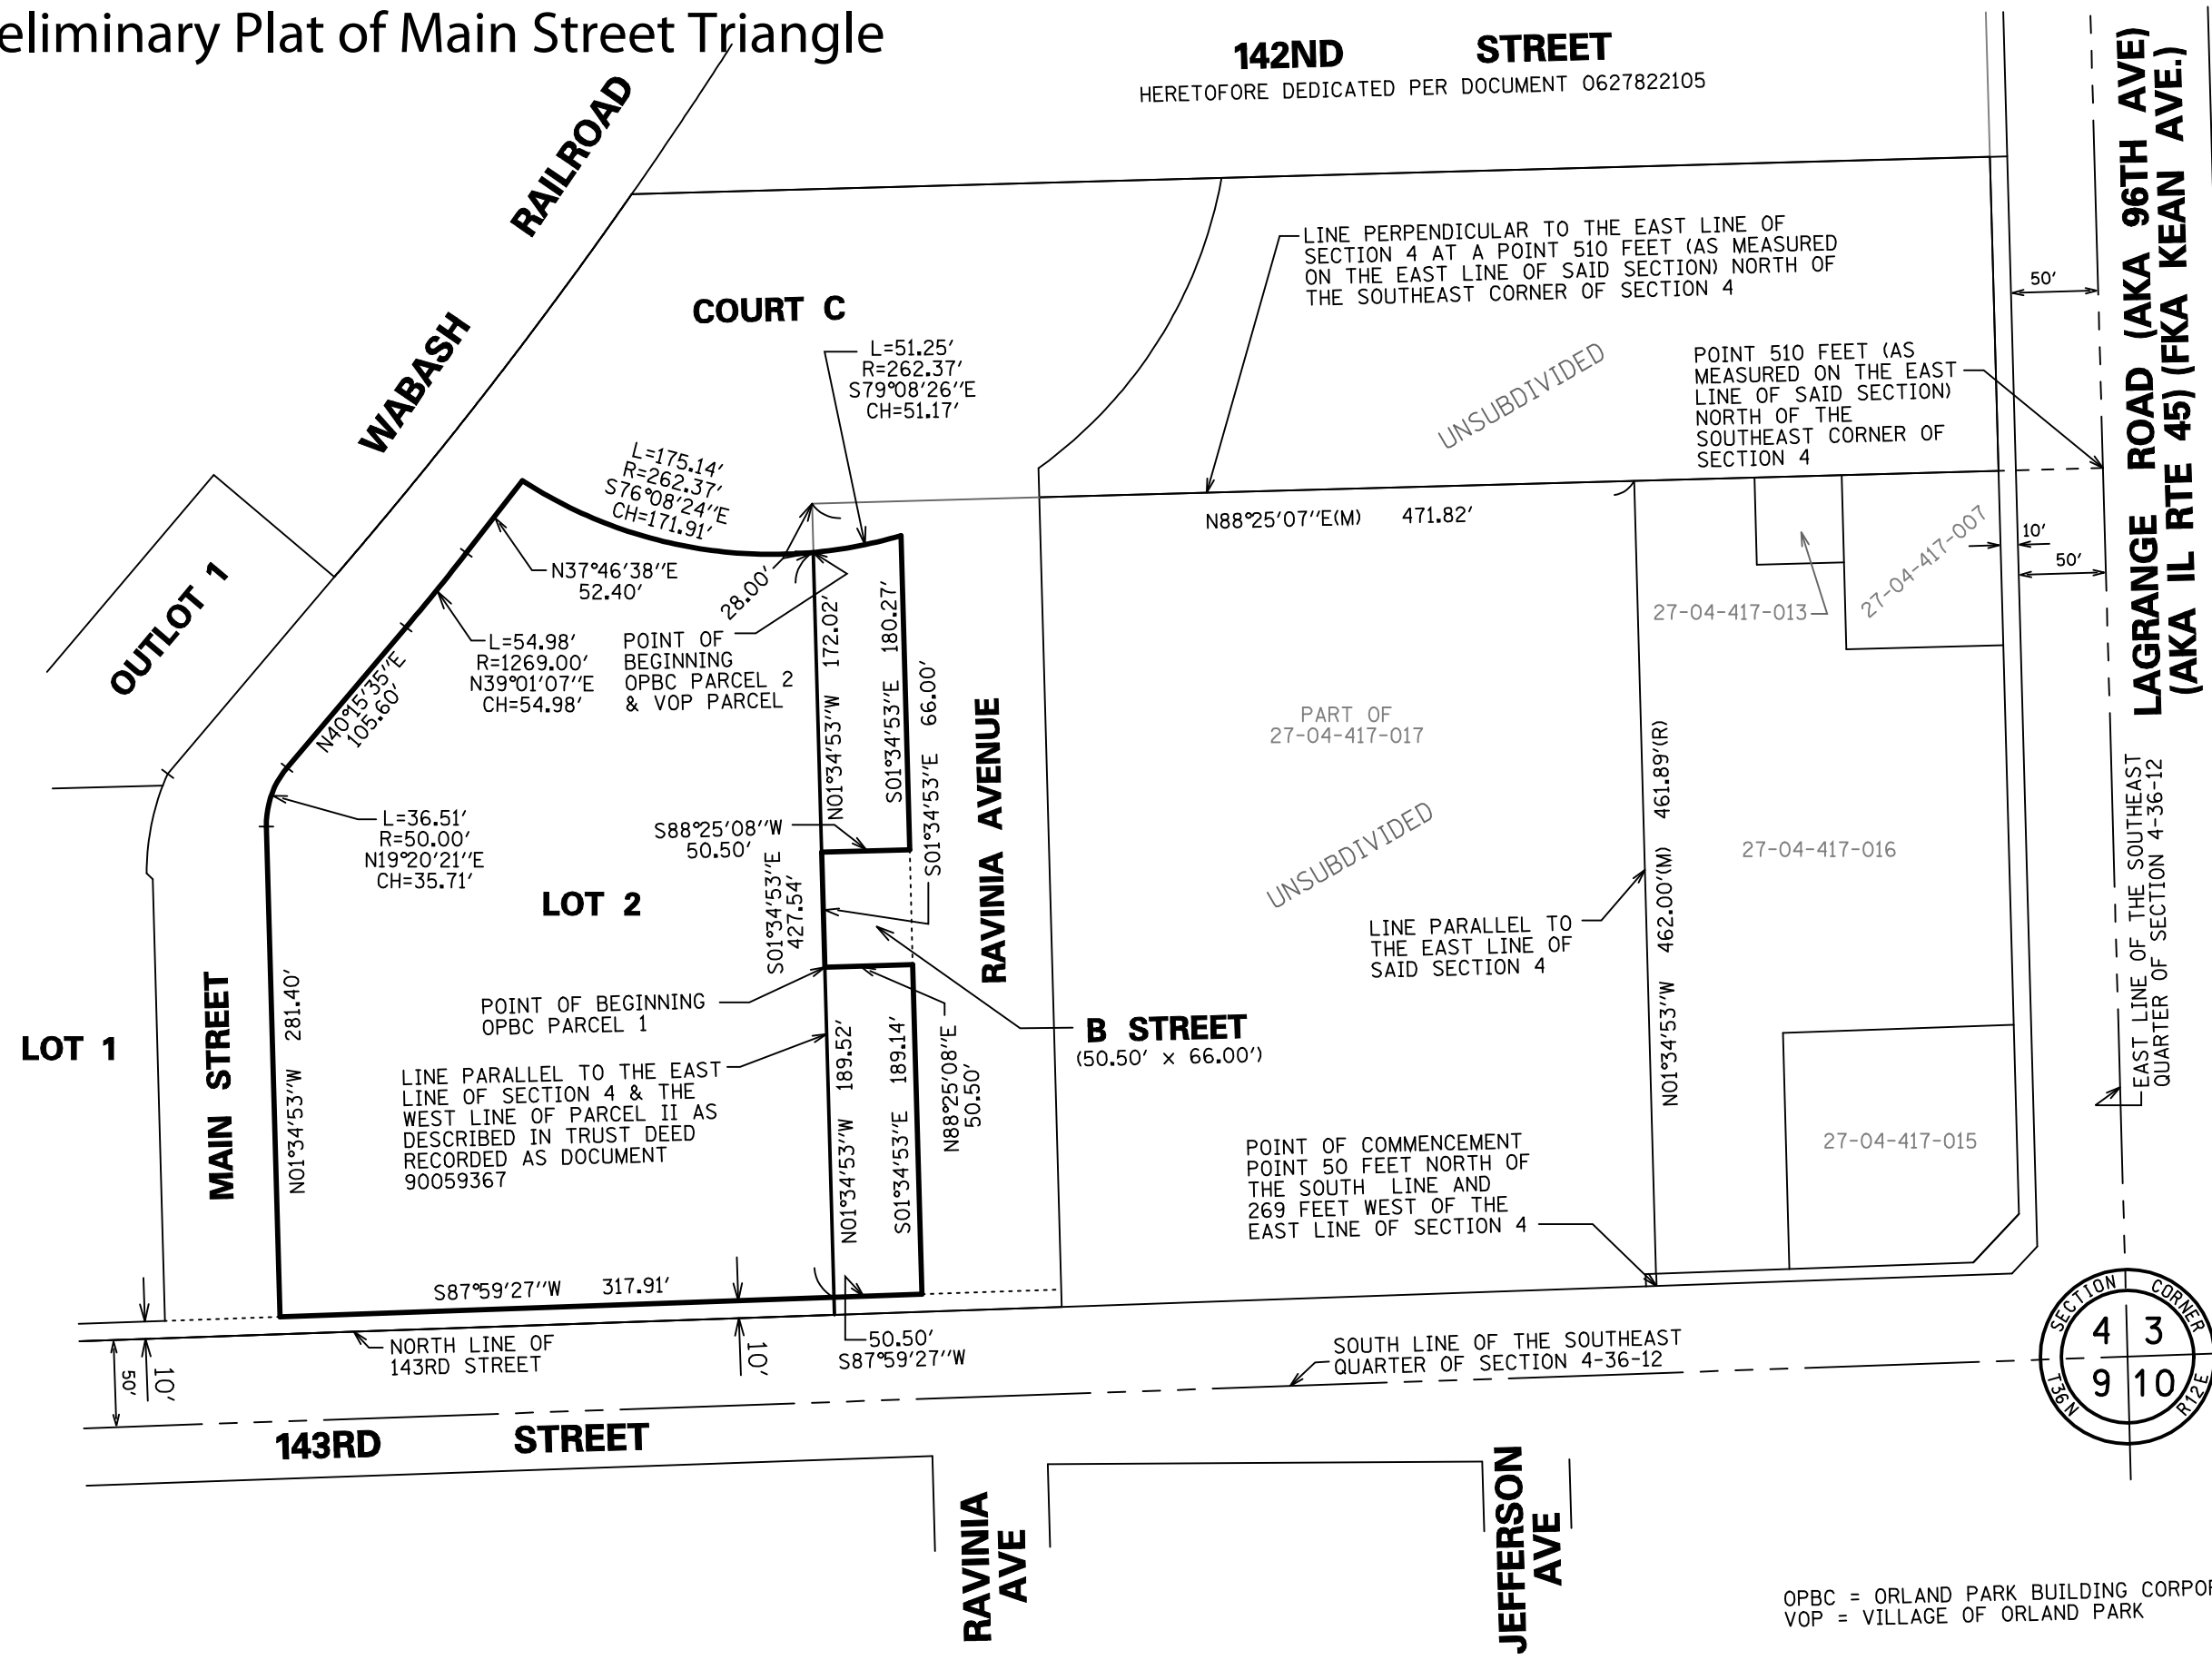 eliminary Plat of Main Street Triangle
142ND STREET
HERETOFORE DEDICATED PER DOCUMENT 0627822105
WABASH RAILROAD
LAGRANGE ROAD (AKA 96TH AVE)
(AKA IL RTE 45) (FKA KEAN AVE.)
LINE PERPENDICULAR TO THE EAST LINE OF
SECTION 4 AT A POINT 510 FEET (AS MEASURED
ON THE EAST LINE OF SAID SECTION) NORTH OF
THE SOUTHEAST CORNER OF SECTION 4
50'
COURT C
L=51.25'
R=262.37'
S79°08'26"E
CH=51.17'
UNSUBDIVIDED
POINT 510 FEET (AS
MEASURED ON THE EAST
LINE OF SAID SECTION)
NORTH OF THE
SOUTHEAST CORNER OF
SECTION 4
L=175.14'
R=262.37'
S76°08'24"E
CH=171.91'
N88°25'07"E(M) 471.82'
10'
50'
27-04-417-007
27-04-417-013
OUTLOT 1
N37°46'38"E
52.40'
28.00'
L=54.98'
R=1269.00'
N39°01'07"E
CH=54.98'
POINT OF
BEGINNING
OPBC PARCEL 2
& VOP PARCEL
N01°34'53"W 172.02'
S01°34'53"E 180.27'
S01°34'53"E 66.00'
RAVINIA AVENUE
N40°15'35"E
105.60'
PART OF
27-04-417-017
N01°34'53"W 462.00'(M) 461.89'(R)
L=36.51'
R=50.00'
N19°20'21"E
CH=35.71'
S88°25'08"W
50.50'
S01°34'53"E
427.54'
LOT 2
UNSUBDIVIDED
27-04-417-016
EAST LINE OF THE SOUTHEAST
QUARTER OF SECTION 4-36-12
LINE PARALLEL TO
THE EAST LINE OF
SAID SECTION 4
LOT 1
MAIN STREET
N01°34'53"W 281.40'
POINT OF BEGINNING
OPBC PARCEL 1
B STREET
(50.50' × 66.00')
LINE PARALLEL TO THE EAST
LINE OF SECTION 4 & THE
WEST LINE OF PARCEL II AS
DESCRIBED IN TRUST DEED
RECORDED AS DOCUMENT
90059367
N01°34'53"W 189.52'
S01°34'53"E 189.14'
N88°25'08"E
50.50'
POINT OF COMMENCEMENT
POINT 50 FEET NORTH OF
THE SOUTH LINE AND
269 FEET WEST OF THE
EAST LINE OF SECTION 4
27-04-417-015
S87°59'27"W 317.91'
NORTH LINE OF
143RD STREET
50'
10'
10'
50.50'
S87°59'27"W
SOUTH LINE OF THE SOUTHEAST
QUARTER OF SECTION 4-36-12
SECTION CORNER
4 3
9 10
T36N R12E
143RD STREET
RAVINIA
AVE
JEFFERSON
AVE
OPBC = ORLAND PARK BUILDING CORPO
VOP = VILLAGE OF ORLAND PARK